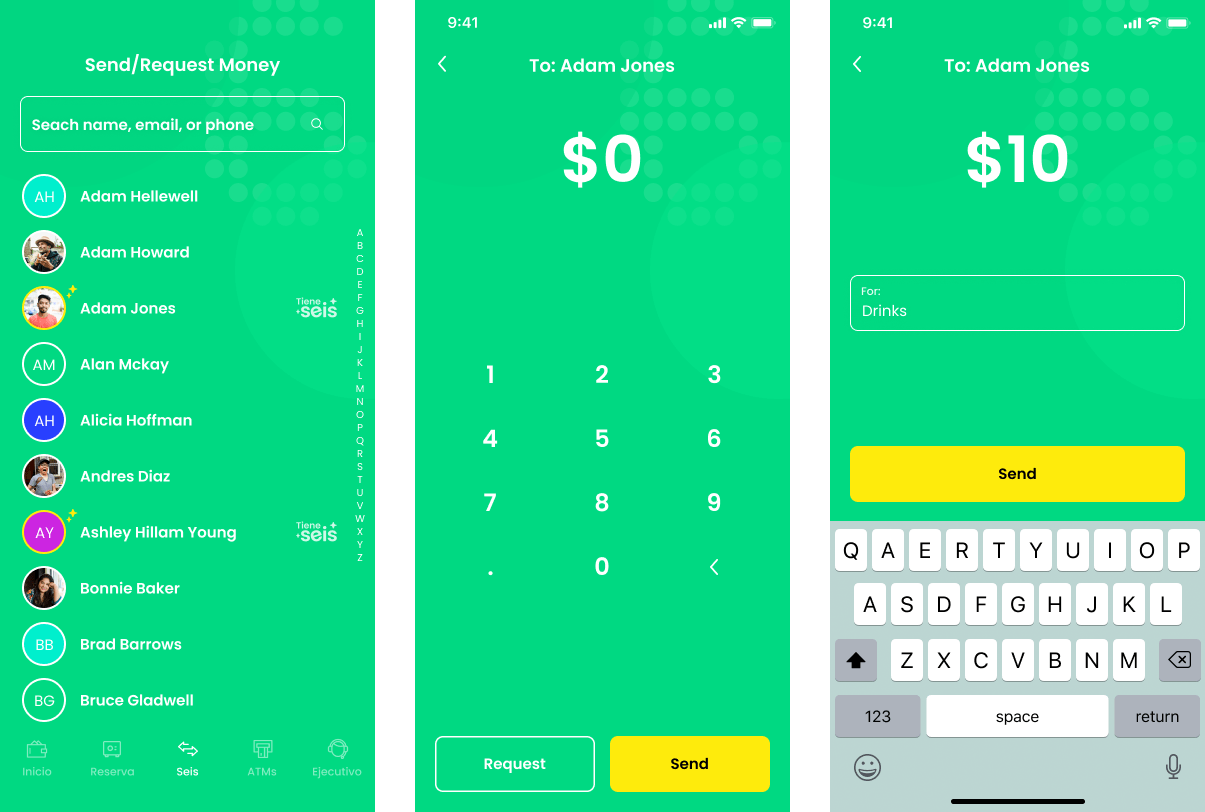 Send/Request Money
Seach name, email, or phone
AH Adam Hellewell
Adam Howard
Adam Jones Tiene seis
AM Alan Mckay
AH Alicia Hoffman
Andres Diaz
AY Ashley Hillam Young Tiene seis
Bonnie Baker
BB Brad Barrows
BG Bruce Gladwell
A
B
C
D
E
F
G
H
I
J
K
L
M
N
O
P
Q
R
S
T
U
V
W
X
Y
Z
Inicio Reserva Seis ATMs Ejecutivo
9:41
To: Adam Jones
$0
1 2 3
4 5 6
7 8 9
. 0
Request Send
9:41
To: Adam Jones
$10
For:
Drinks
Send
Q A E R T Y U I O P
A S D F G H J K L
Z X C V B N M
123 space return